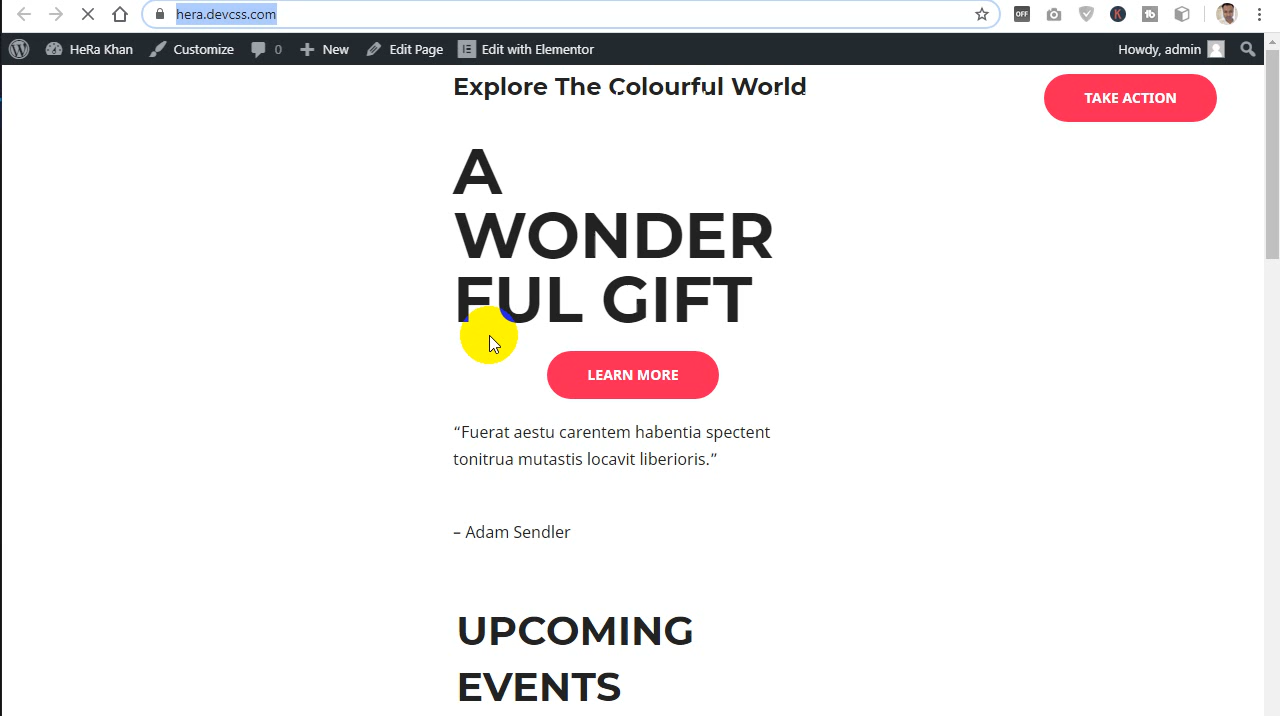 hera.devcss.com
OFF
K
fb
HeRa Khan Customize 0 New Edit Page Edit with Elementor Howdy, admin
Explore The Colourful World
TAKE ACTION
A
WONDER
FUL GIFT
LEARN MORE
“Fuerat aestu carentem habentia spectent
tonitrua mutastis locavit liberioris.”
– Adam Sendler
UPCOMING
EVENTS